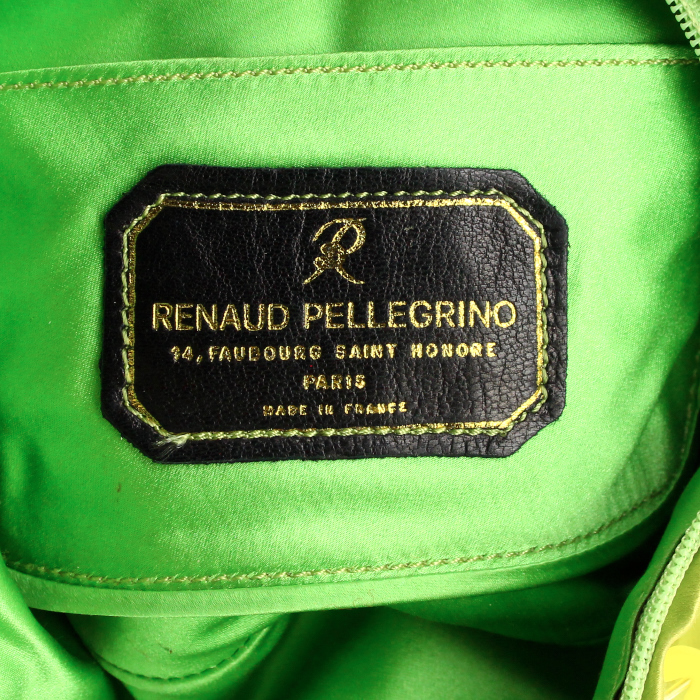 RENAUD PELLEGRINO
14, FAUBOURG SAINT HONORE
PARIS
MADE IN FRANCE